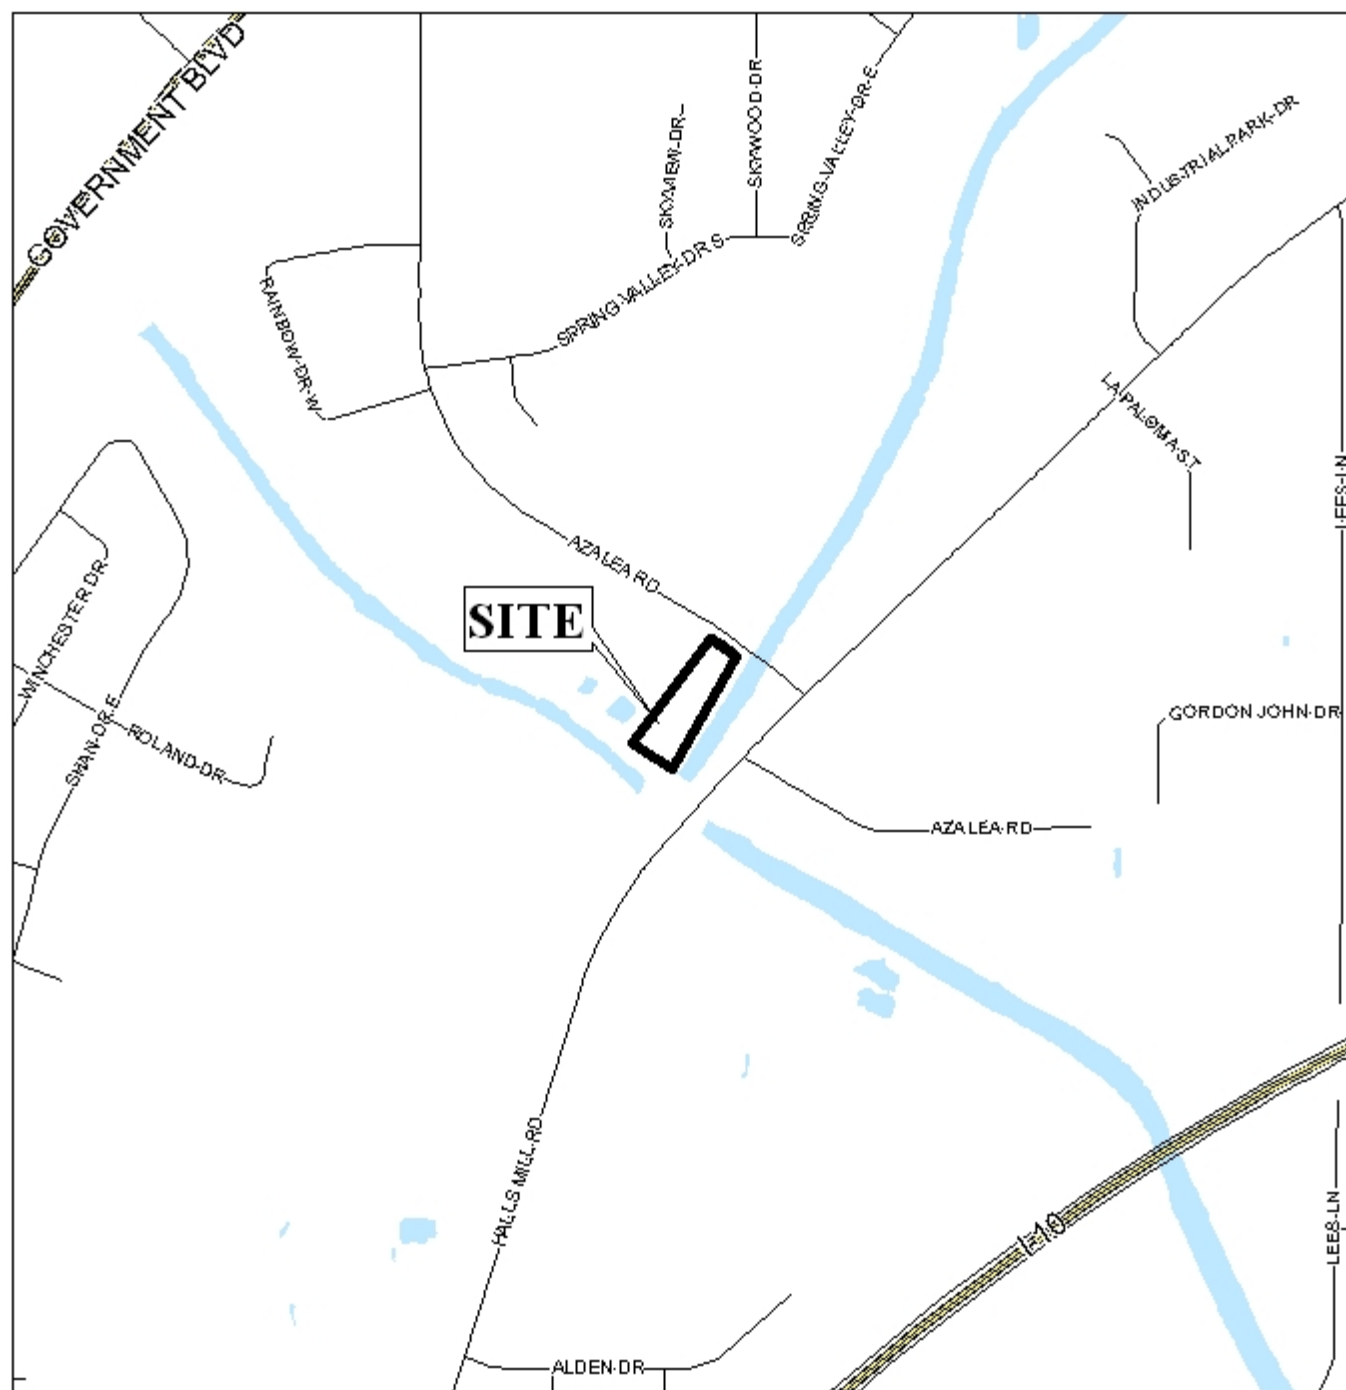 GOVERNMENT BLVD
SKYVIEW DR
SKYWOOD DR
SPRING VALLEY DR E
INDUSTRIAL PARK DR
SPRING VALLEY DR S
RAINBOW DR W
LA PALOMA ST
LEES LN
AZALEA RD
SITE
WINCHESTER DR
SWAN DR E
ROLAND DR
GORDON JOHN DR
AZALEA RD
HALLS MILL RD
I-10
LEES LN
ALDEN DR